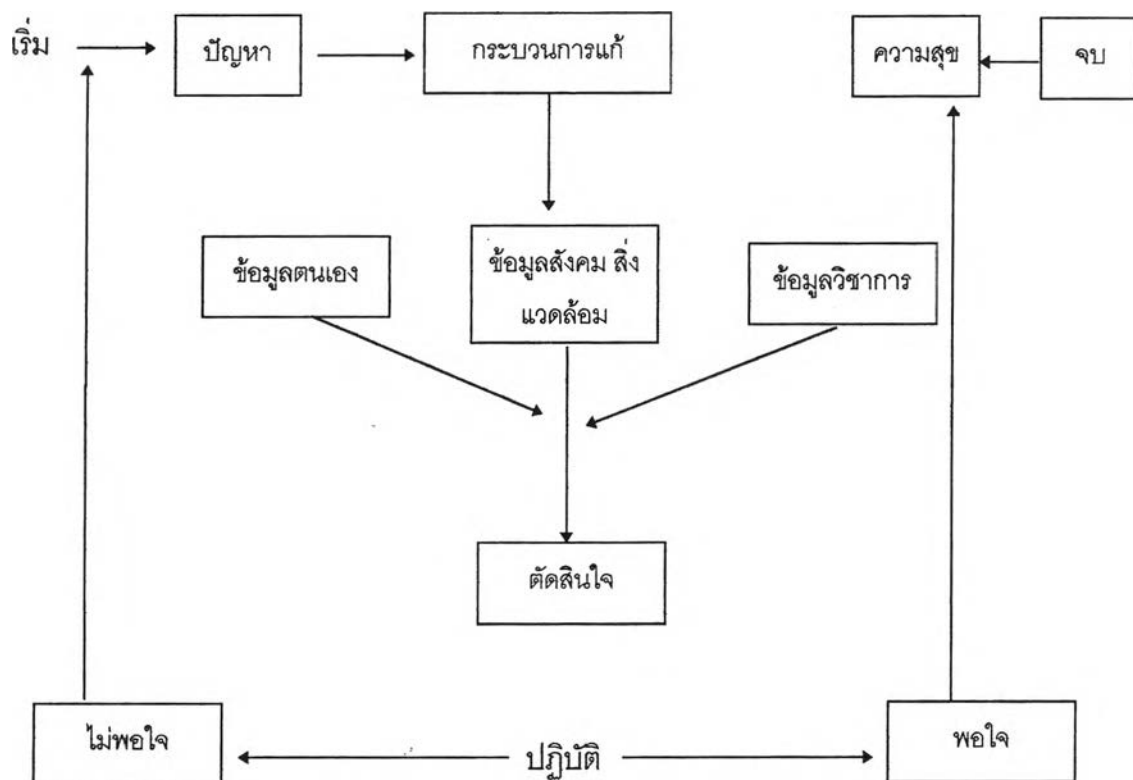 เริ่ม
ปัญหา
กระบวนการแก้
ความสุข
จบ
ข้อมูลตนเอง
ข้อมูลสังคม สิ่ง
แวดล้อม
ข้อมูลวิชาการ
ตัดสินใจ
ไม่พอใจ
ปฏิบัติ
พอใจ